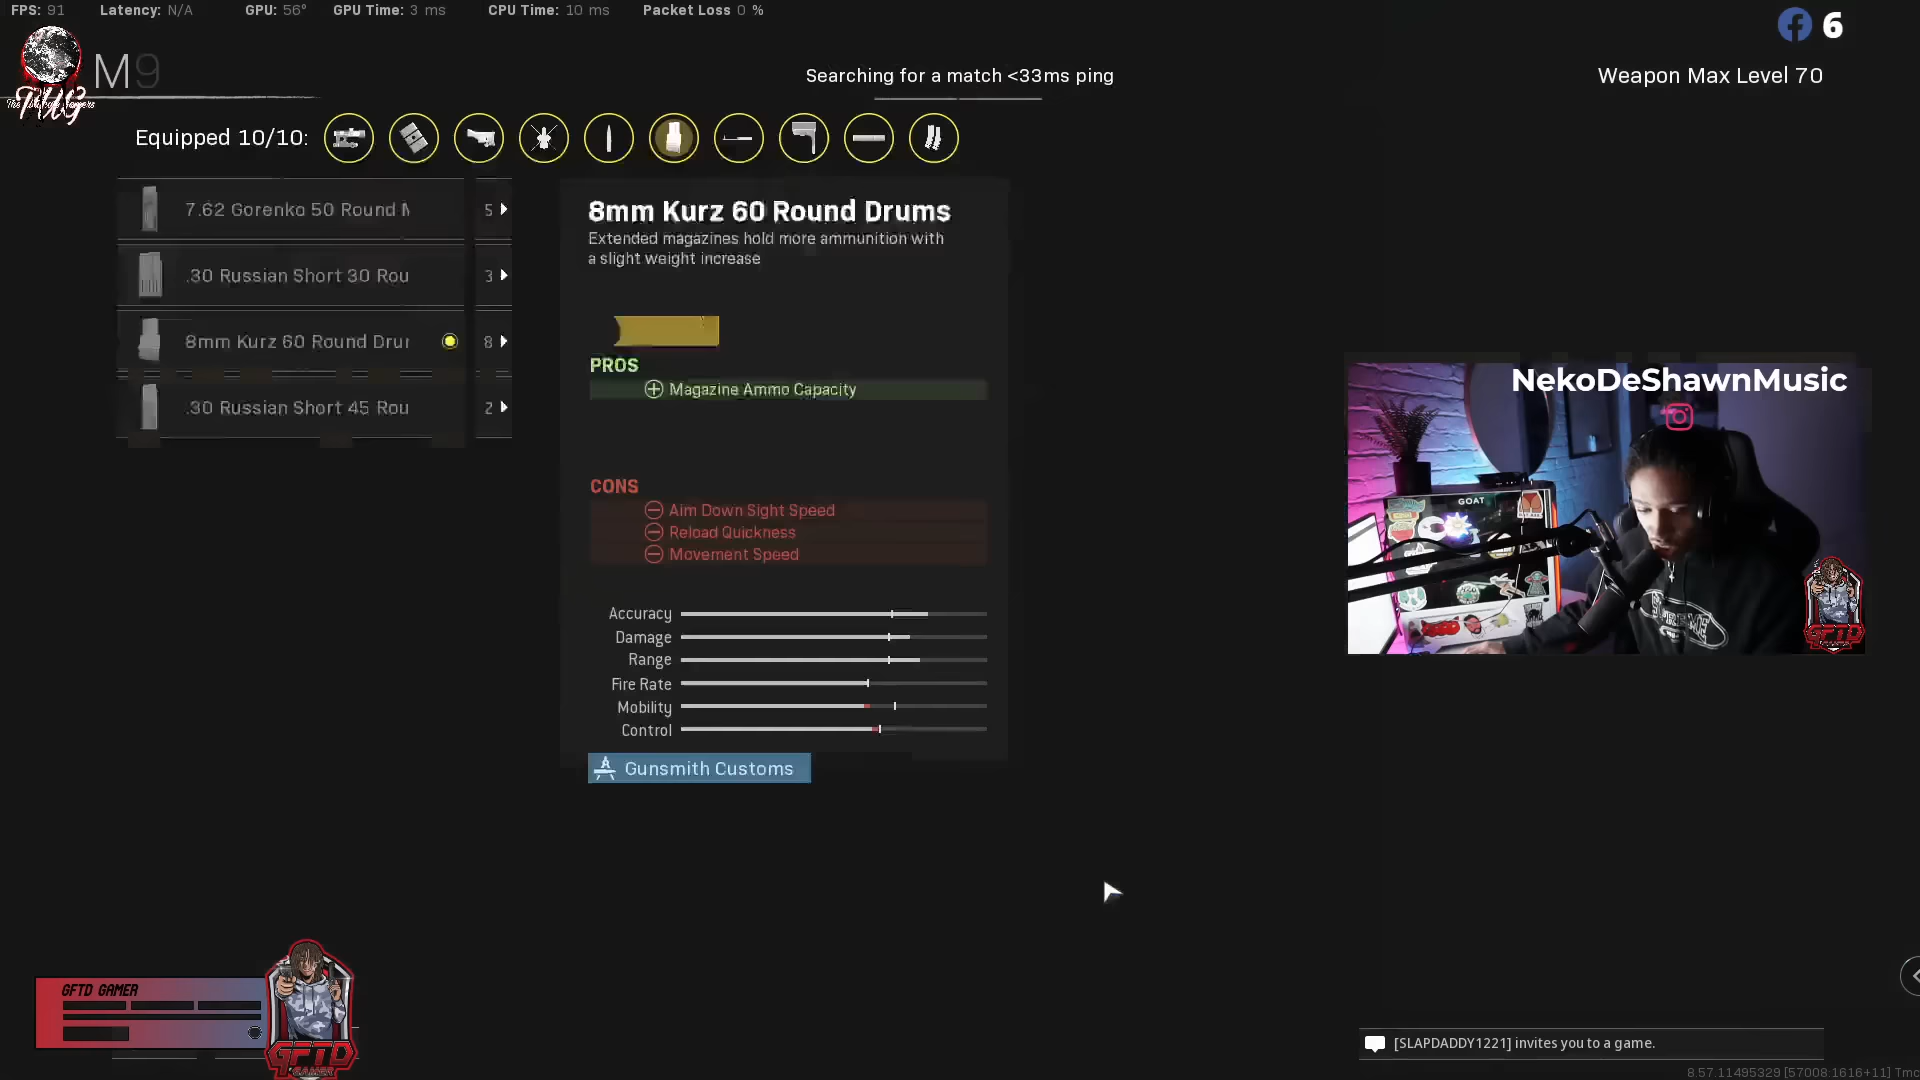 FPS: 91 Latency: N/A GPU: 56° GPU Time: 3 ms CPU Time: 10 ms Packet Loss 0 %
6
M9
TUG
Searching for a match <33ms ping
Weapon Max Level 70
Equipped 10/10:
7.62 Gorenko 50 Round M 5
.30 Russian Short 30 Rou 3
8mm Kurz 60 Round Drur 8
.30 Russian Short 45 Rou 2
8mm Kurz 60 Round Drums
Extended magazines hold more ammunition with
a slight weight increase
PROS
Magazine Ammo Capacity
CONS
Aim Down Sight Speed
Reload Quickness
Movement Speed
Accuracy
Damage
Range
Fire Rate
Mobility
Control
Gunsmith Customs
NekoDeShawnMusic
GOAT
GFTD
GFTD GAMER
GFTD
GAMER
[SLAPDADDY1221] invites you to a game.
8.57.11495329 [57008:1616+11] Tmc